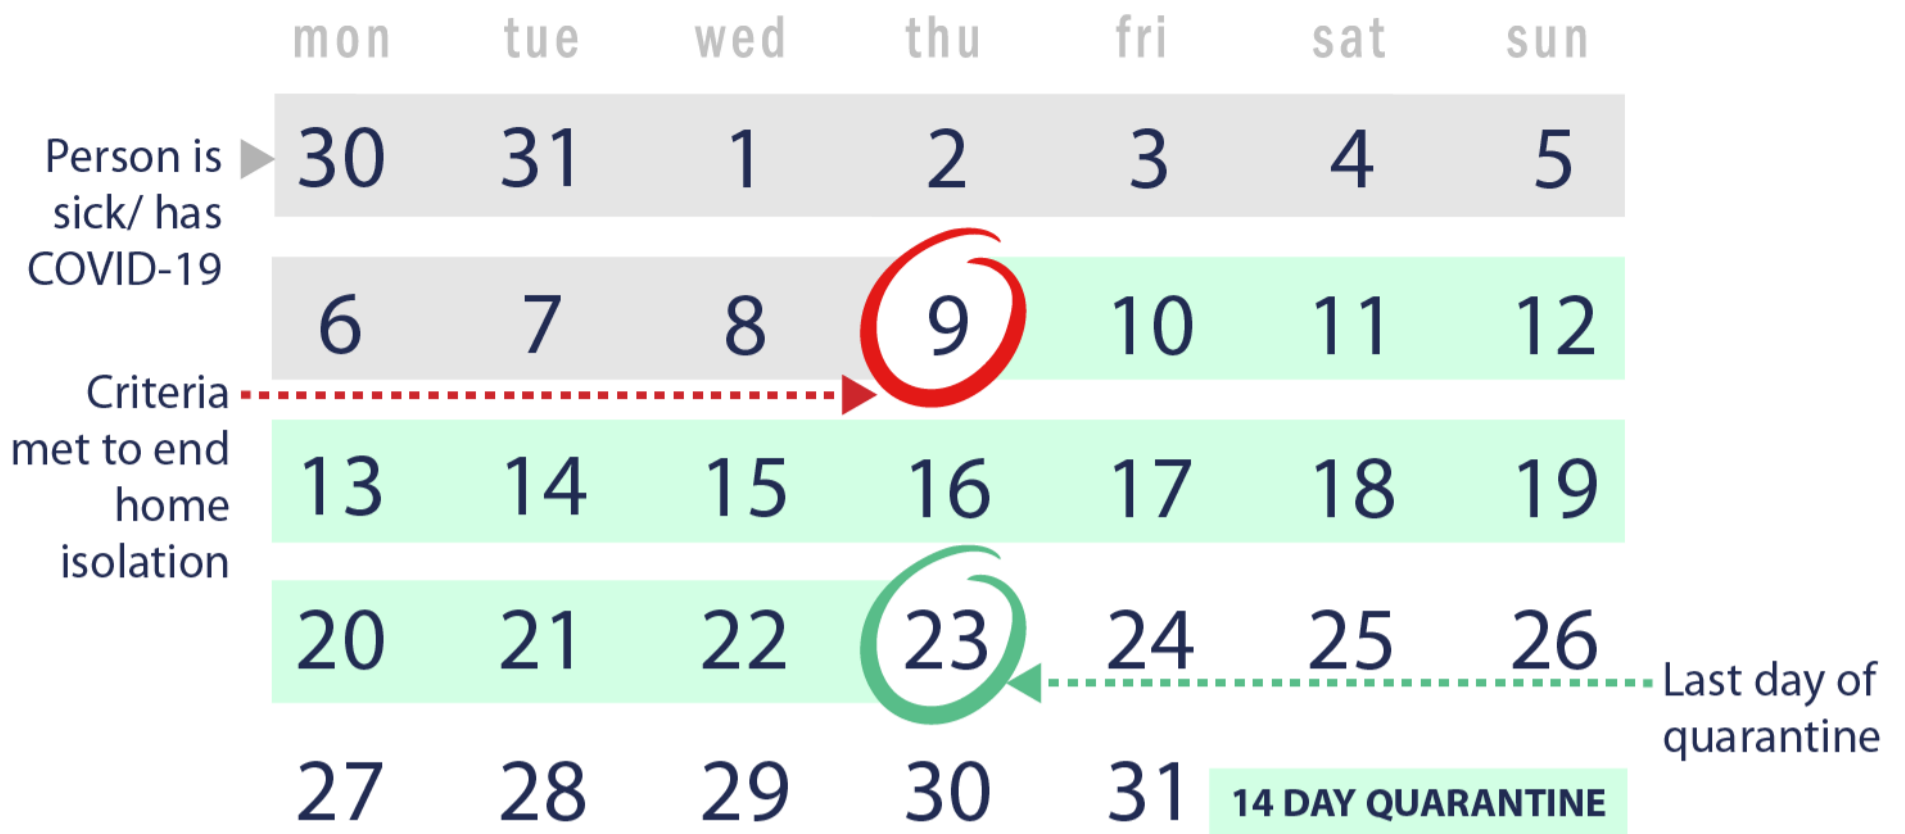 mon tue wed thu fri sat sun
Person is
sick/ has
COVID-19
30 31 1 2 3 4 5
6 7 8 9 10 11 12
Criteria
met to end
home
isolation
13 14 15 16 17 18 19
20 21 22 23 24 25 26
Last day of
quarantine
27 28 29 30 31
14 DAY QUARANTINE